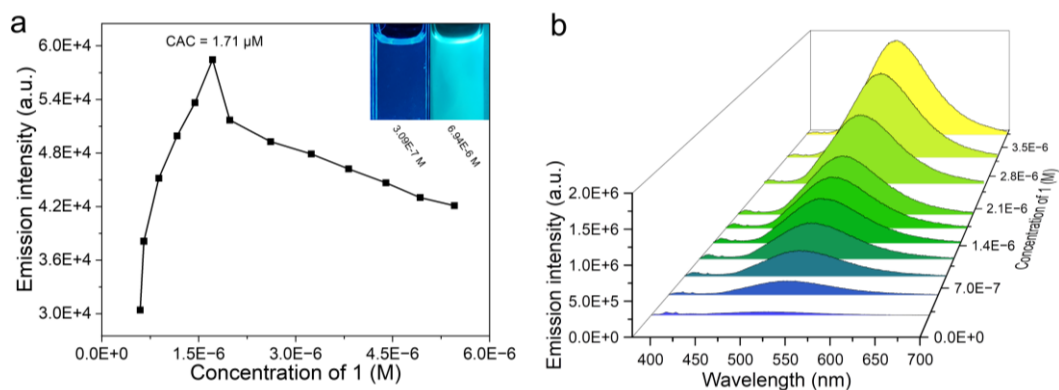 a
CAC = 1.71 μM
6.0E+4
5.4E+4
4.8E+4
4.2E+4
3.6E+4
3.0E+4
Emission intensity (a.u.)
3.09E-7 M
6.94E-6 M
0.0E+0 1.5E-6 3.0E-6 4.5E-6 6.0E-6
Concentration of 1 (M)
b
2.0E+6
1.5E+6
1.0E+6
5.0E+5
0.0E+0
Emission intensity (a.u.)
400 450 500 550 600 650 700
Wavelength (nm)
3.5E-6
2.8E-6
2.1E-6
1.4E-6
7.0E-7
0.0E+0
Concentration of 1 (M)